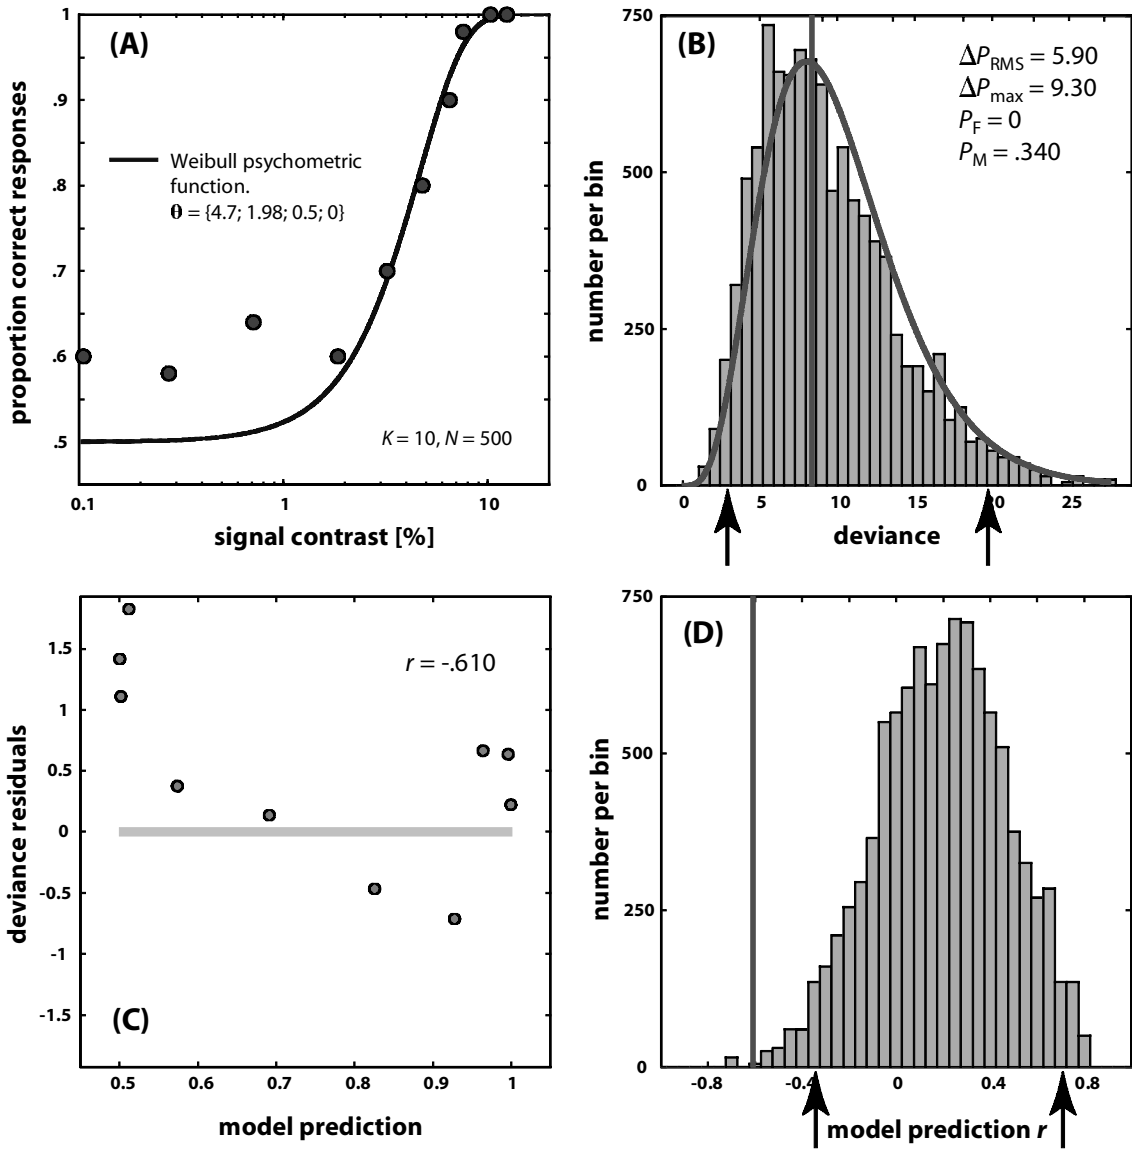 (A)
proportion correct responses
1
.9
.8
.7
.6
.5
Weibull psychometric
function.
θ = {4.7; 1.98; 0.5; 0}
K = 10, N = 500
0.1
1
10
signal contrast [%]
(B)
number per bin
750
500
250
0
ΔP_RMS = 5.90
ΔP_max = 9.30
P_F = 0
P_M = .340
0
5
10
15
20
25
deviance
(C)
deviance residuals
1.5
1
0.5
0
-0.5
-1
-1.5
r = -.610
0.5
0.6
0.7
0.8
0.9
1
model prediction
(D)
number per bin
750
500
250
0
-0.8
-0.4
0
0.4
0.8
model prediction r